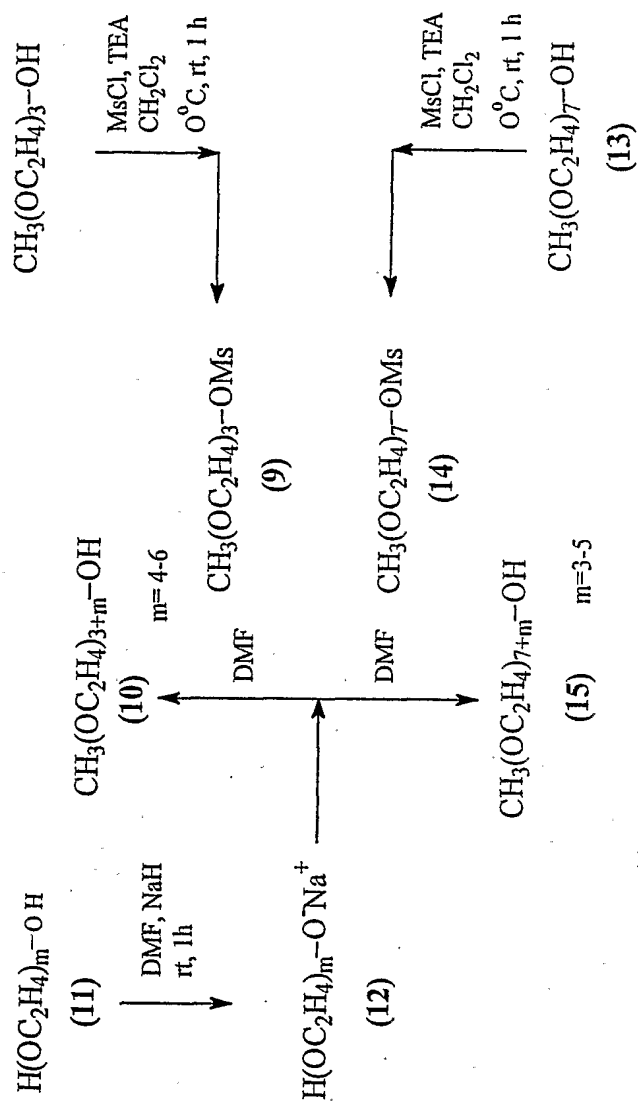 H(OC2H4)m–OH
(11)
DMF, NaH
rt, 1h
H(OC2H4)m–O⁻Na⁺
(12)
CH3(OC2H4)3+m–OH
(10)
m= 4-6
DMF
DMF
CH3(OC2H4)7+m–OH
(15)
m=3-5
CH3(OC2H4)3–OMs
(9)
CH3(OC2H4)7–OMs
(14)
CH3(OC2H4)3–OH
MsCl, TEA
CH2Cl2
O°C, rt, 1 h
MsCl, TEA
CH2Cl2
O°C, rt, 1 h
CH3(OC2H4)7–OH
(13)